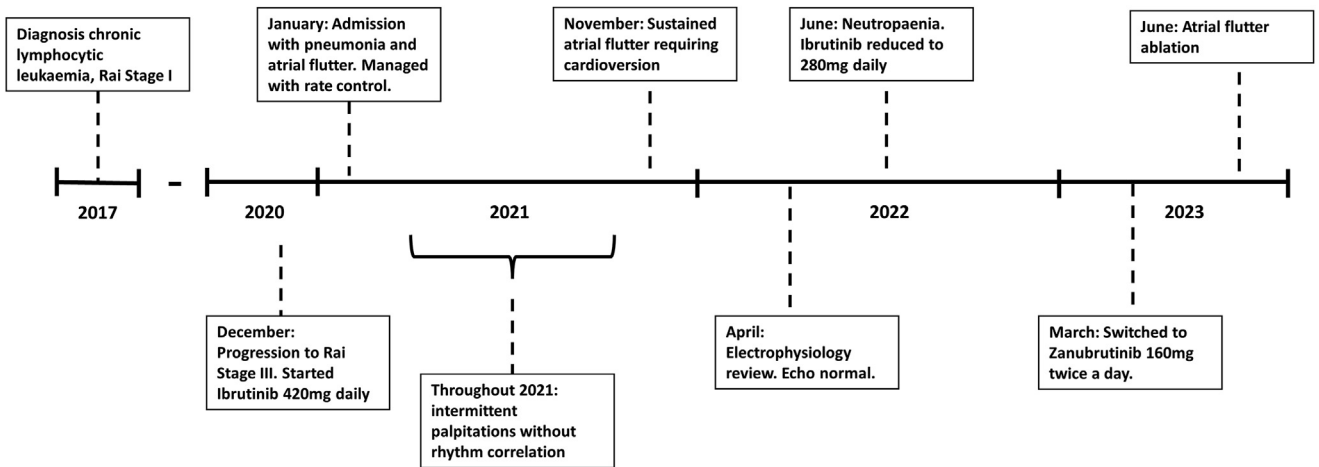 Diagnosis chronic
lymphocytic
leukaemia, Rai Stage I
January: Admission
with pneumonia and
atrial flutter. Managed
with rate control.
November: Sustained
atrial flutter requiring
cardioversion
June: Neutropaenia.
Ibrutinib reduced to
280mg daily
June: Atrial flutter
ablation
2017
2020
2021
2022
2023
December:
Progression to Rai
Stage III. Started
Ibrutinib 420mg daily
Throughout 2021:
intermittent
palpitations without
rhythm correlation
April:
Electrophysiology
review. Echo normal.
March: Switched to
Zanubrutinib 160mg
twice a day.